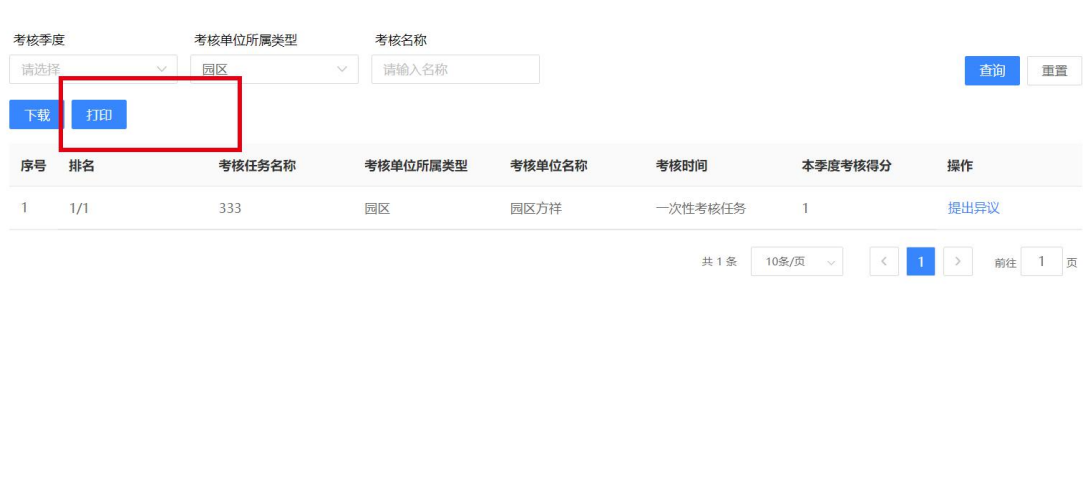 考核季度 考核单位所属类型 考核名称
请选择 园区 请输入名称 查询 重置
下载 打印
序号 排名 考核任务名称 考核单位所属类型 考核单位名称 考核时间 本季度考核得分 操作
1 1/1 333 园区 园区方祥 一次性考核任务 1 提出异议
共 1 条 10条/页 1 前往 1 页